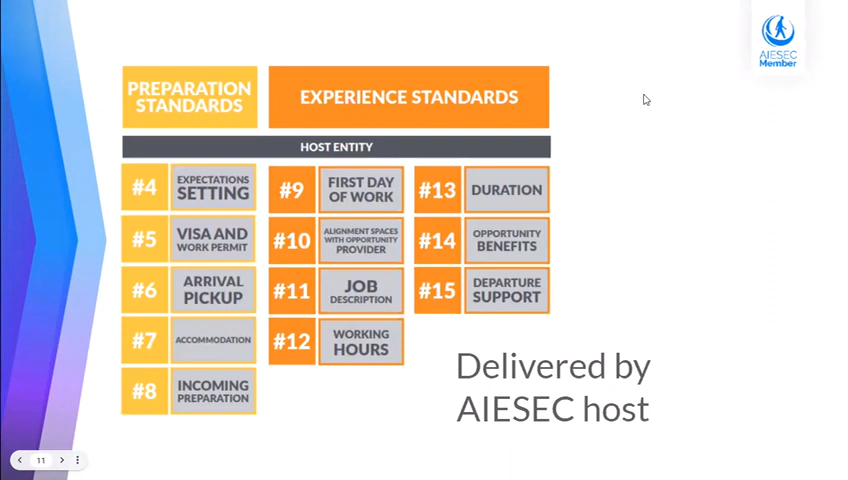 AIESEC
Member
PREPARATION
STANDARDS
EXPERIENCE STANDARDS
HOST ENTITY
#4
EXPECTATIONS
SETTING
#5
VISA AND
WORK PERMIT
#6
ARRIVAL
PICKUP
#7
ACCOMMODATION
#8
INCOMING
PREPARATION
#9
FIRST DAY
OF WORK
#10
ALIGNMENT SPACES
WITH OPPORTUNITY
PROVIDER
#11
JOB
DESCRIPTION
#12
WORKING
HOURS
#13
DURATION
#14
OPPORTUNITY
BENEFITS
#15
DEPARTURE
SUPPORT
Delivered by
AIESEC host
11